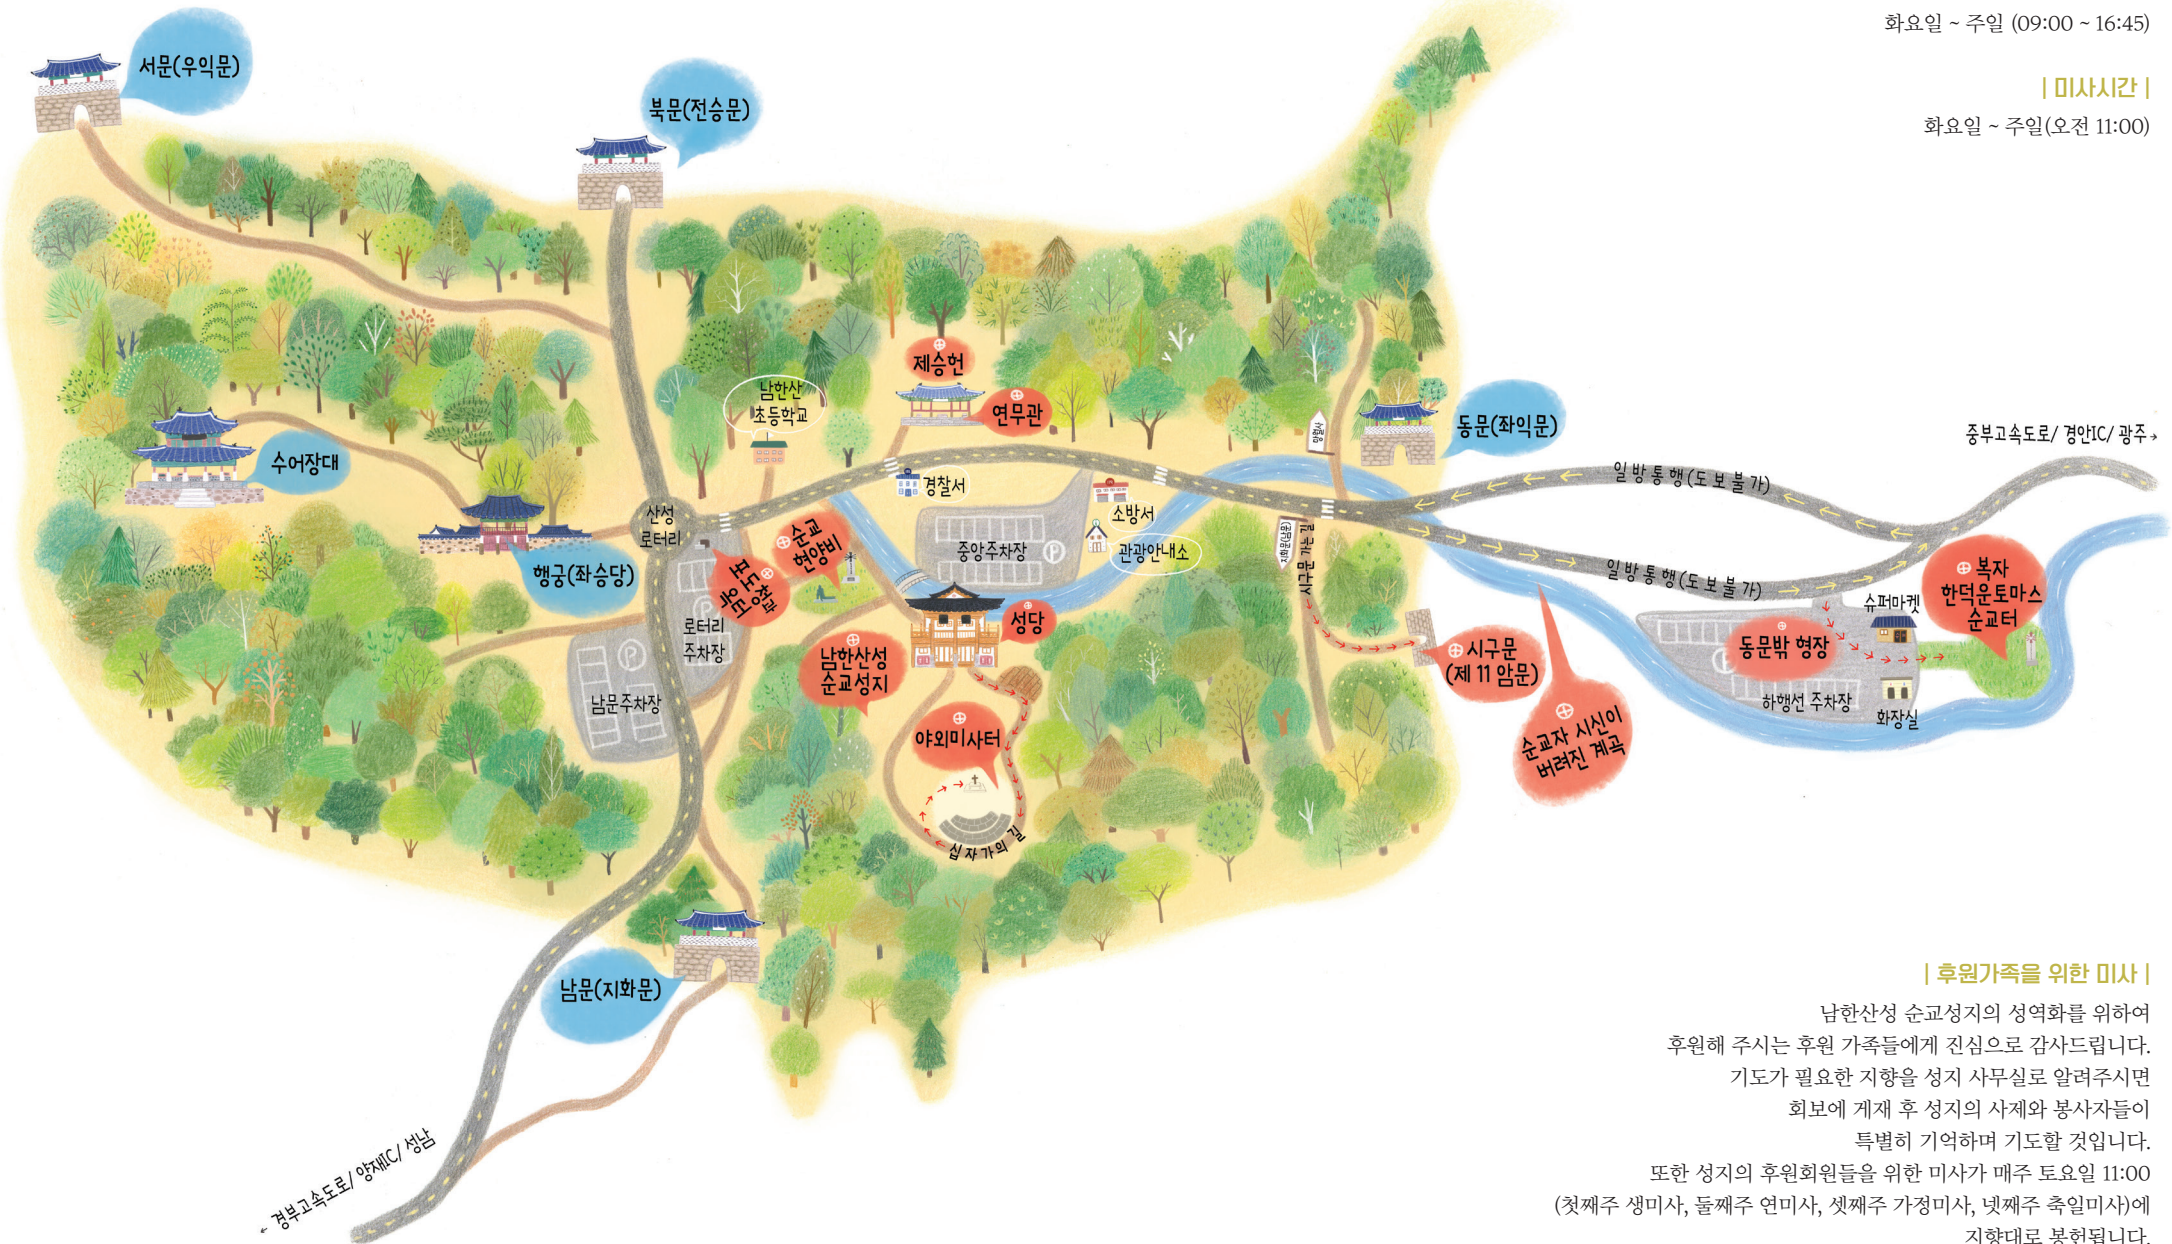 화요일 ~ 주일 (09:00 ~ 16:45)
| 미사시간 |
화요일 ~ 주일(오전 11:00)
서문(우익문)
북문(전승문)
제승헌
남한산
초등학교
연무관
망월사
동문(좌익문)
중부고속도로/ 경안IC/ 광주→
수어장대
경찰서
일방통행(도보불가)
산성
로터리
소방서
순교
현양비
중앙주차장
P
관광안내소
지화문(남문)
시구문 가는 길
행궁(좌승당)
포도청과
옥터
일방통행(도보불가)
복자
한덕운토마스
순교터
슈퍼마켓
P
로터리
주차장
성당
동문밖 형장
P
시구문
(제 11 암문)
남한산성
순교성지
P
남문주차장
하행선 주차장
화장실
야외미사터
순교자 시신이
버려진 계곡
십자가의 길
남문(지화문)
← 경부고속도로/ 양재IC/ 성남
| 후원가족을 위한 미사 |
남한산성 순교성지의 성역화를 위하여
후원해 주시는 후원 가족들에게 진심으로 감사드립니다.
기도가 필요한 지향을 성지 사무실로 알려주시면
회보에 게재 후 성지의 사제와 봉사자들이
특별히 기억하며 기도할 것입니다.
또한 성지의 후원회원들을 위한 미사가 매주 토요일 11:00
(첫째주 생미사, 둘째주 연미사, 셋째주 가정미사, 넷째주 축일미사)에
지향대로 봉헌됩니다.